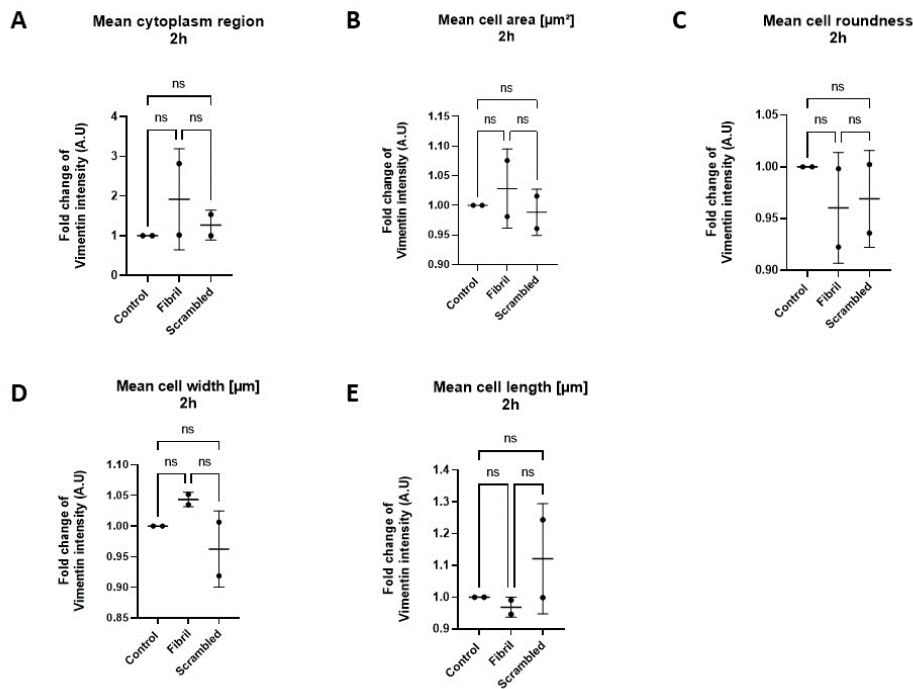 A
Mean cytoplasm region
2h
ns
ns
ns
Fold change of
Vimentin intensity (A.U)
4
3
2
1
0
Control
Fibril
Scrambled
B
Mean cell area [µm²]
2h
ns
ns
ns
Fold change of
Vimentin intensity (A.U)
1.15
1.10
1.05
1.00
0.95
0.90
Control
Fibril
Scrambled
C
Mean cell roundness
2h
ns
ns
ns
Fold change of
Vimentin intensity (A.U)
1.05
1.00
0.95
0.90
Control
Fibril
Scrambled
D
Mean cell width [µm]
2h
ns
ns
ns
Fold change of
Vimentin intensity (A.U)
1.10
1.05
1.00
0.95
0.90
0.85
Control
Fibril
Scrambled
E
Mean cell length [µm]
2h
ns
ns
ns
Fold change of
Vimentin intensity (A.U)
1.4
1.3
1.2
1.1
1.0
0.9
Control
Fibril
Scrambled